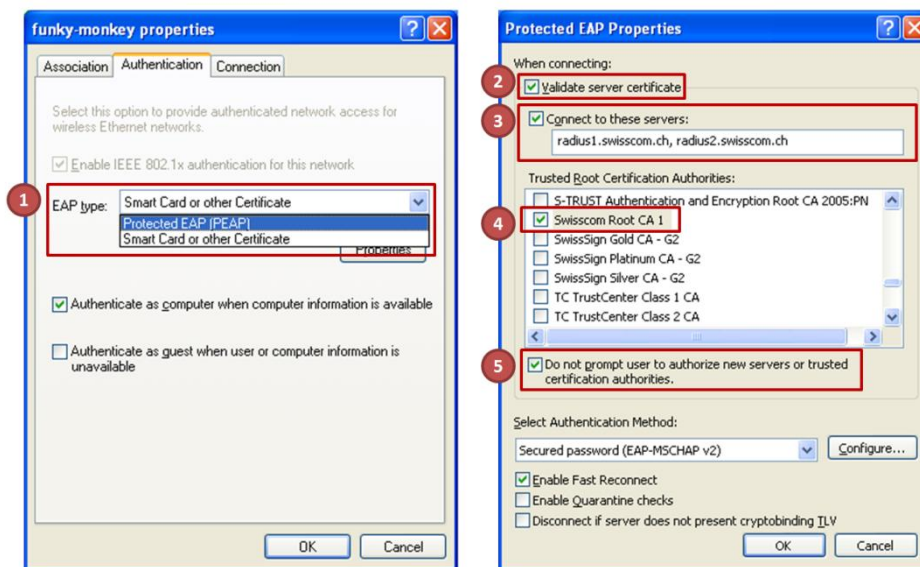 funky-monkey properties
Association
Authentication
Connection
Select this option to provide authenticated network access for
wireless Ethernet networks.
Enable IEEE 802.1x authentication for this network
1
EAP type:
Smart Card or other Certificate
Protected EAP (PEAP)
Smart Card or other Certificate
Properties
Authenticate as computer when computer information is available
Authenticate as guest when user or computer information is
unavailable
OK
Cancel
Protected EAP Properties
When connecting:
2
Validate server certificate
3
Connect to these servers:
radius1.swisscom.ch, radius2.swisscom.ch
Trusted Root Certification Authorities:
S-TRUST Authentication and Encryption Root CA 2005:PN
4
Swisscom Root CA 1
SwissSign Gold CA - G2
SwissSign Platinum CA - G2
SwissSign Silver CA - G2
TC TrustCenter Class 1 CA
TC TrustCenter Class 2 CA
5
Do not prompt user to authorize new servers or trusted
certification authorities.
Select Authentication Method:
Secured password (EAP-MSCHAP v2)
Configure...
Enable Fast Reconnect
Enable Quarantine checks
Disconnect if server does not present cryptobinding TLV
OK
Cancel